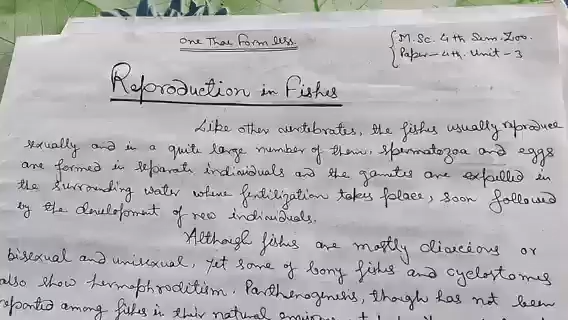 One Thai Form less.
M.Sc. 4th Sem. Zoo.
Paper - 4th. Unit - 3
Reproduction in Fishes
Like other vertebrates, the fishes usually reproduce
sexually and in a quite large number of them, spermatozoa and eggs
are formed in separate individuals and the gametes are expelled in
the surrounding water where fertilization takes place, soon followed
by the development of new individuals.
Although fishes are mostly dioecious or
bisexual and unisexual, yet some of bony fishes and cyclostomes
also show hermaphroditism. Parthenogenesis, though has not been
reported among fishes in their natural